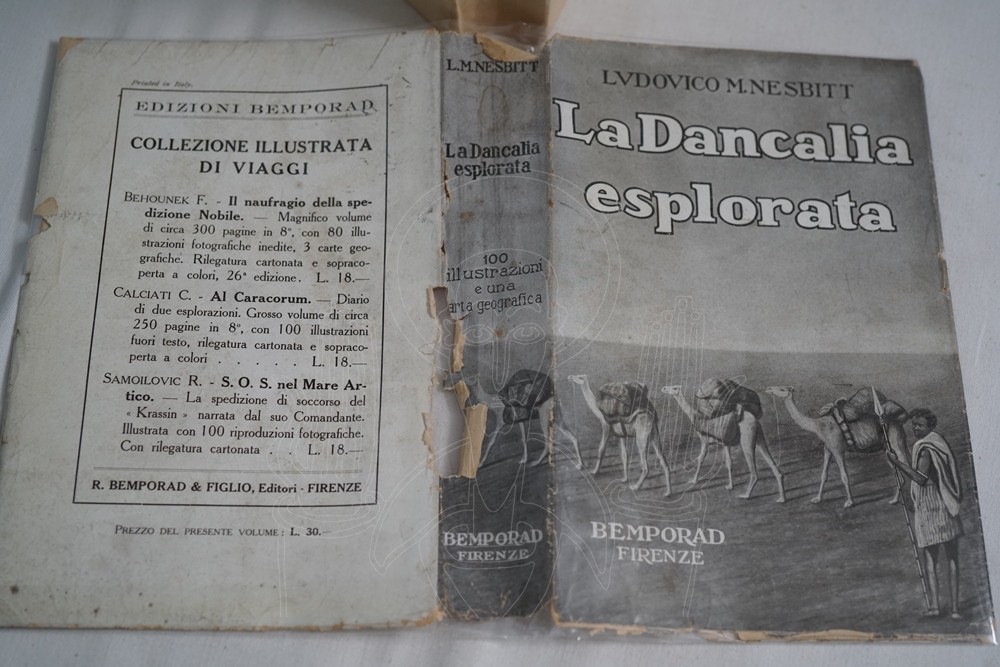 Printed in Italy.
EDIZIONI BEMPORAD
COLLEZIONE ILLUSTRATA
DI VIAGGI
BEHOUNEK F. - Il naufragio della spe-
dizione Nobile. — Magnifico volume
di circa 300 pagine in 8°, con 80 illu-
strazioni fotografiche inedite, 3 carte geo-
grafiche. Rilegatura cartonata e sopraco-
perta a colori, 26ª edizione. L. 18.—
CALCIATI C. - Al Caracorum. — Diario
di due esplorazioni. Grosso volume di circa
250 pagine in 8°, con 100 illustrazioni
fuori testo, rilegatura cartonata e sopraco-
perta a colori . . . . . L. 18.—
SAMOILOVIC R. - S. O. S. nel Mare Ar-
tico. — La spedizione di soccorso del
« Krassin » narrata dal suo Comandante.
Illustrata con 100 riproduzioni fotografiche.
Con rilegatura cartonata . . L. 18.—
R. BEMPORAD & FIGLIO, Editori - FIRENZE
PREZZO DEL PRESENTE VOLUME : L. 30.—
L.M.NESBITT
La Dancalia
esplorata
100
illustrazioni
e una
arta geografica
BEMPORAD
FIRENZE
LVDOVICO M.NESBITT
La Dancalia
esplorata
BEMPORAD
FIRENZE